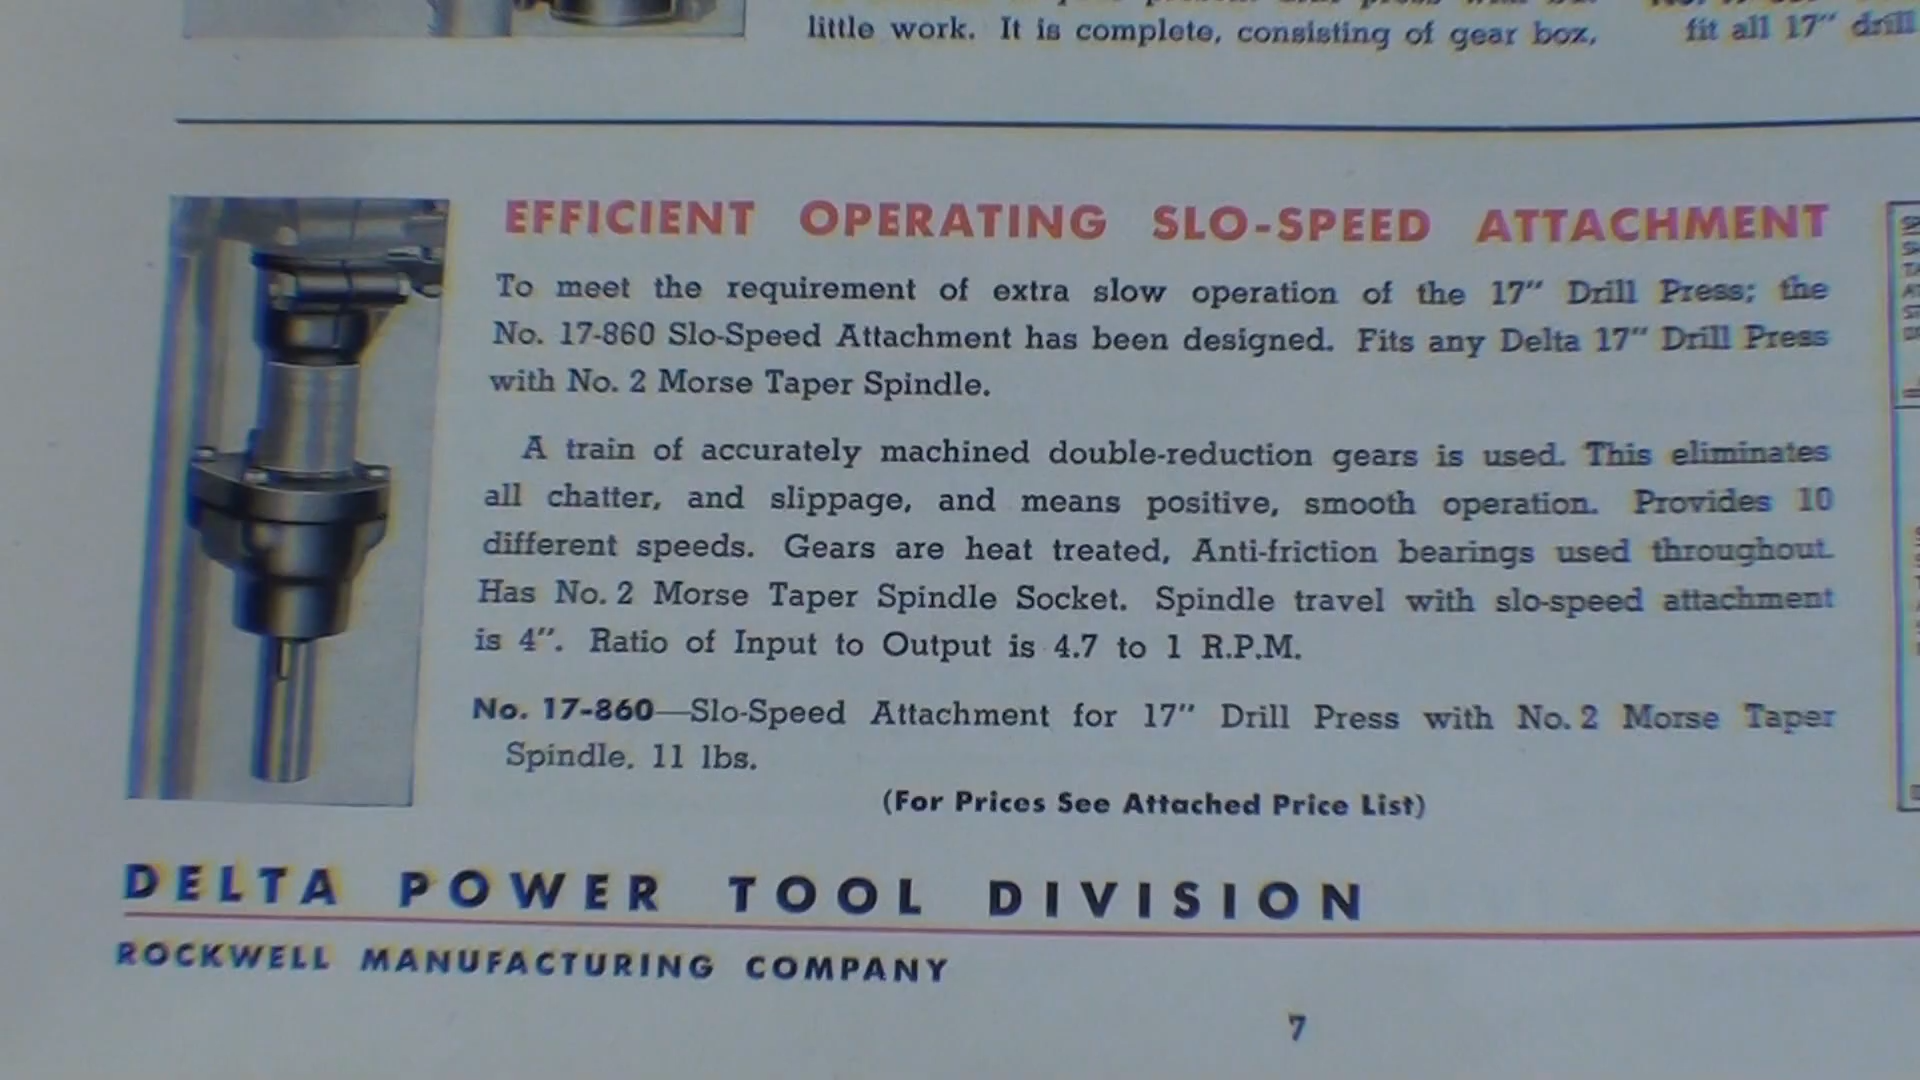 little work. It is complete, consisting of gear box,
fit all 17" drill
EFFICIENT OPERATING SLO-SPEED ATTACHMENT
To meet the requirement of extra slow operation of the 17" Drill Press; the
No. 17-860 Slo-Speed Attachment has been designed. Fits any Delta 17" Drill Press
with No. 2 Morse Taper Spindle.
A train of accurately machined double-reduction gears is used. This eliminates
all chatter, and slippage, and means positive, smooth operation. Provides 10
different speeds. Gears are heat treated, Anti-friction bearings used throughout.
Has No. 2 Morse Taper Spindle Socket. Spindle travel with slo-speed attachment
is 4". Ratio of Input to Output is 4.7 to 1 R.P.M.
No. 17-860—Slo-Speed Attachment for 17" Drill Press with No. 2 Morse Taper
Spindle. 11 lbs.
(For Prices See Attached Price List)
DELTA POWER TOOL DIVISION
ROCKWELL MANUFACTURING COMPANY
7